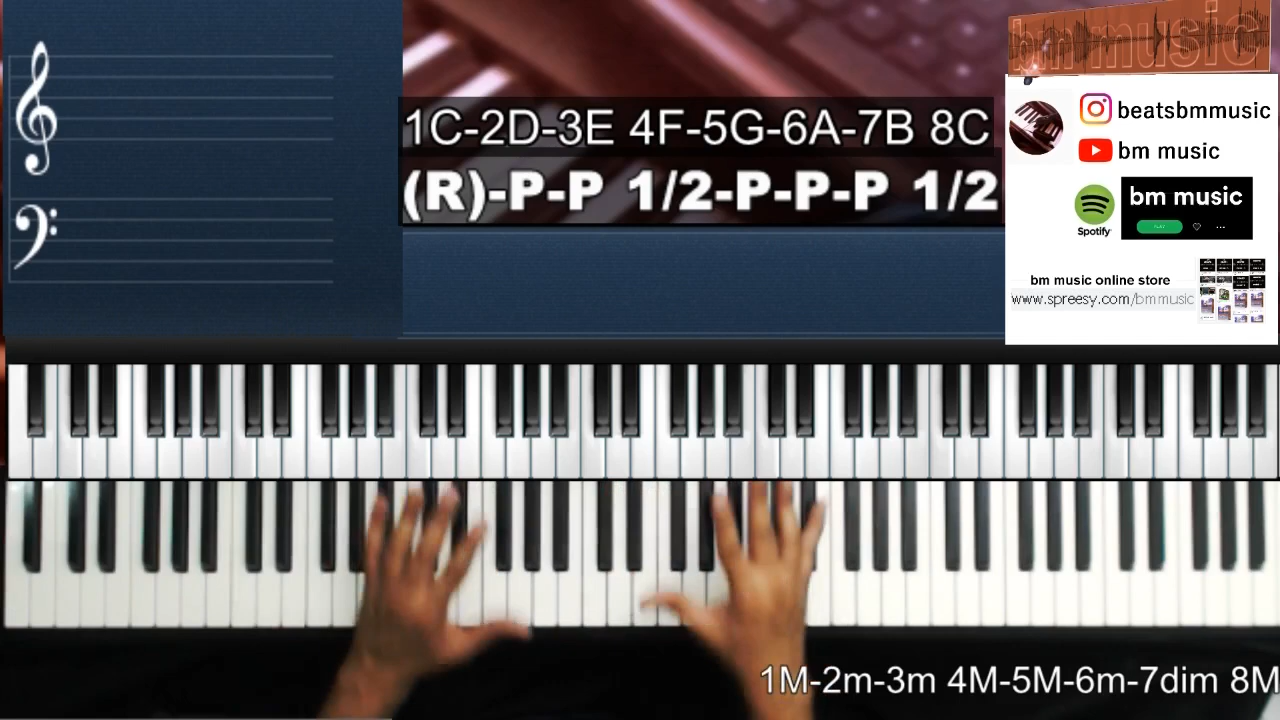 bm music
1C-2D-3E 4F-5G-6A-7B 8C
(R)-P-P 1/2-P-P-P 1/2
beatsbmmusic
bm music
Spotify
bm music
PLAY
bm music online store
www.spreesy.com/bmmusic
1M-2m-3m 4M-5M-6m-7dim 8M